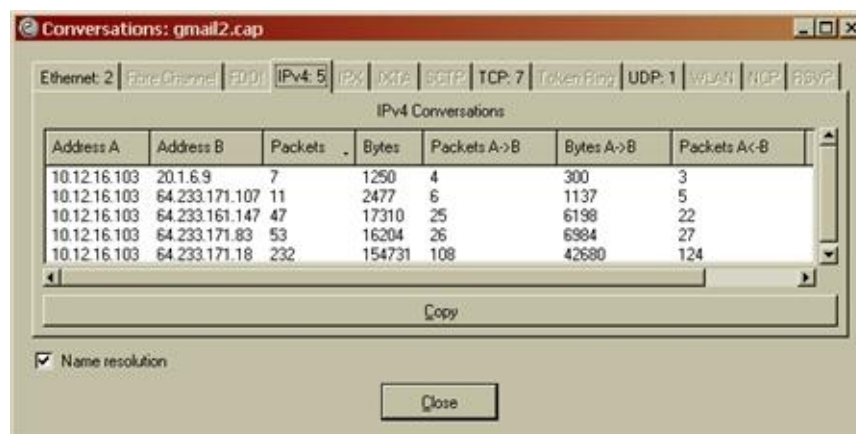 Conversations: gmail2.cap
Ethernet: 2 Fibre Channel FDDI IPv4: 5 IPX IXTA SCTP TCP: 7 Token Ring UDP: 1 WLAN NCP RSVP
IPv4 Conversations
Address A Address B Packets Bytes Packets A->B Bytes A->B Packets A<-B
10.12.16.103 20.1.6.9 7 1250 4 300 3
10.12.16.103 64.233.171.107 11 2477 6 1137 5
10.12.16.103 64.233.161.147 47 17310 25 6198 22
10.12.16.103 64.233.171.83 53 16204 26 6984 27
10.12.16.103 64.233.171.18 232 154731 108 42680 124
Copy
Name resolution
Close